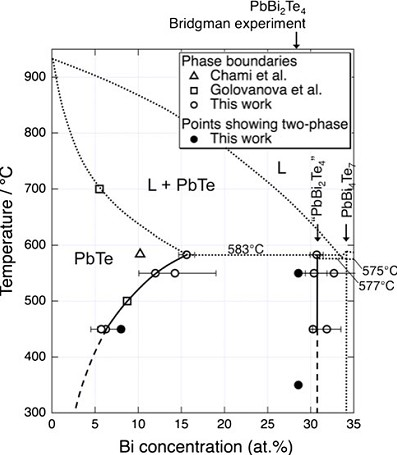 PbBi₂Te₄
Bridgman experiment
Phase boundaries
Chami et al.
Golovanova et al.
This work
Points showing two-phase
This work
L
L + PbTe
PbTe
"PbBi₂Te₄"
PbBi₄Te₇
583°C
575°C
577°C
Temperature / °C
900
800
700
600
500
400
300
0 5 10 15 20 25 30 35
Bi concentration (at.%)